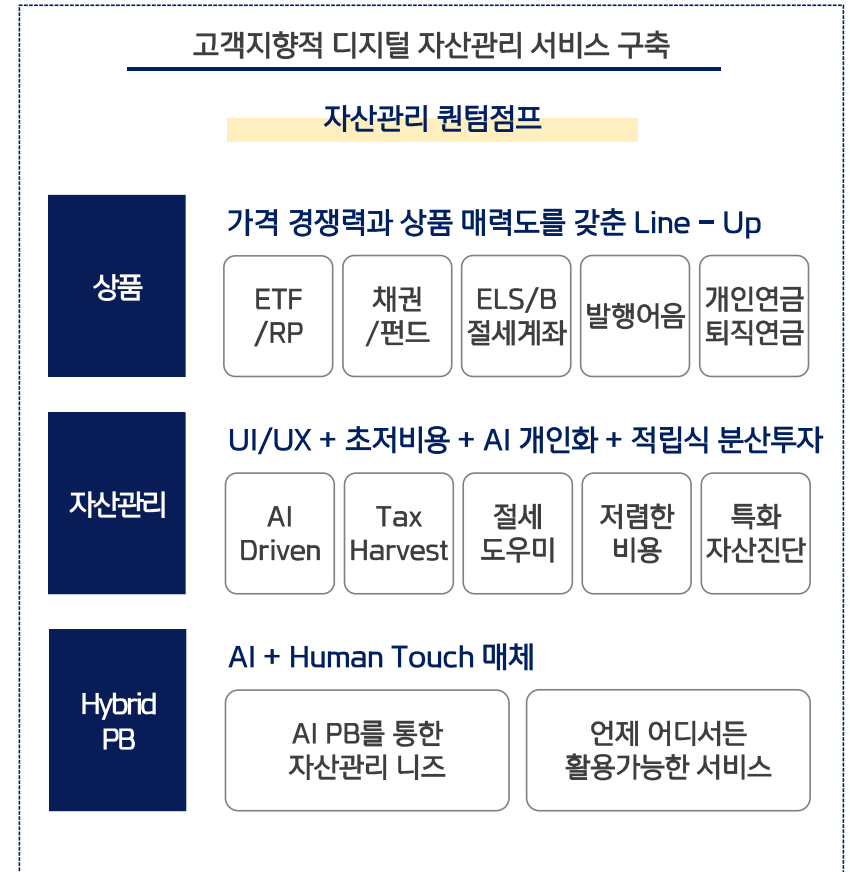 고객지향적 디지털 자산관리 서비스 구축
자산관리 퀀텀점프
상품
가격 경쟁력과 상품 매력도를 갖춘 Line – Up
ETF
/RP
채권
/펀드
ELS/B
절세계좌
발행어음
개인연금
퇴직연금
자산관리
UI/UX + 초저비용 + AI 개인화 + 적립식 분산투자
AI
Driven
Tax
Harvest
절세
도우미
저렴한
비용
특화
자산진단
Hybrid
PB
AI + Human Touch 매체
AI PB를 통한
자산관리 니즈
언제 어디서든
활용가능한 서비스